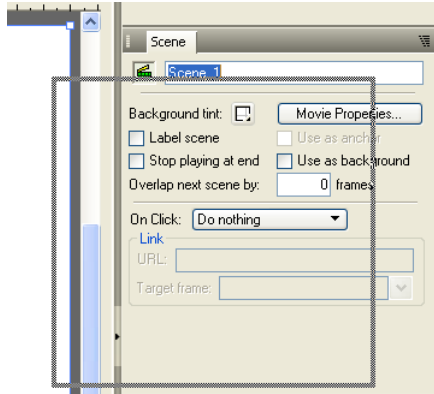 Scene
Scene 1
Background tint: Movie Properties...
Label scene Use as anchor
Stop playing at end Use as background
Overlap next scene by: 0 frames
On Click: Do nothing
Link
URL:
Target frame: